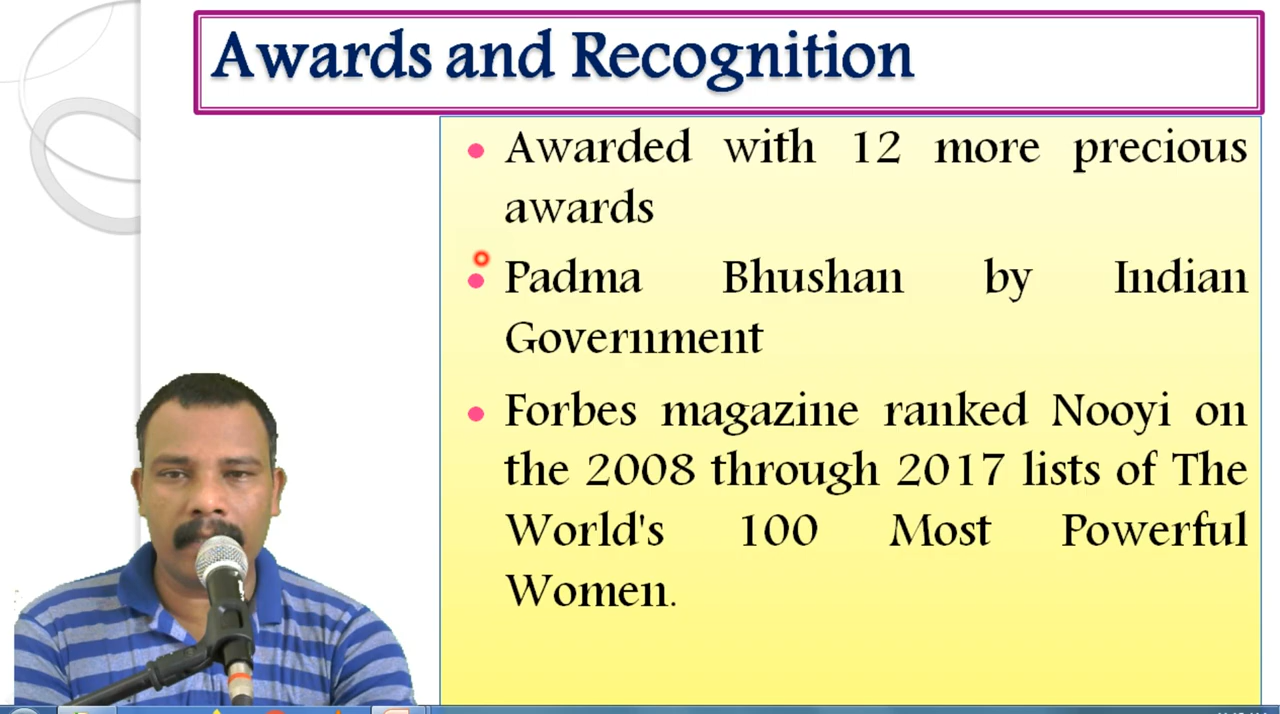 Awards and Recognition
Awarded with 12 more precious
awards
Padma Bhushan by Indian
Government
Forbes magazine ranked Nooyi on
the 2008 through 2017 lists of The
World's 100 Most Powerful
Women.